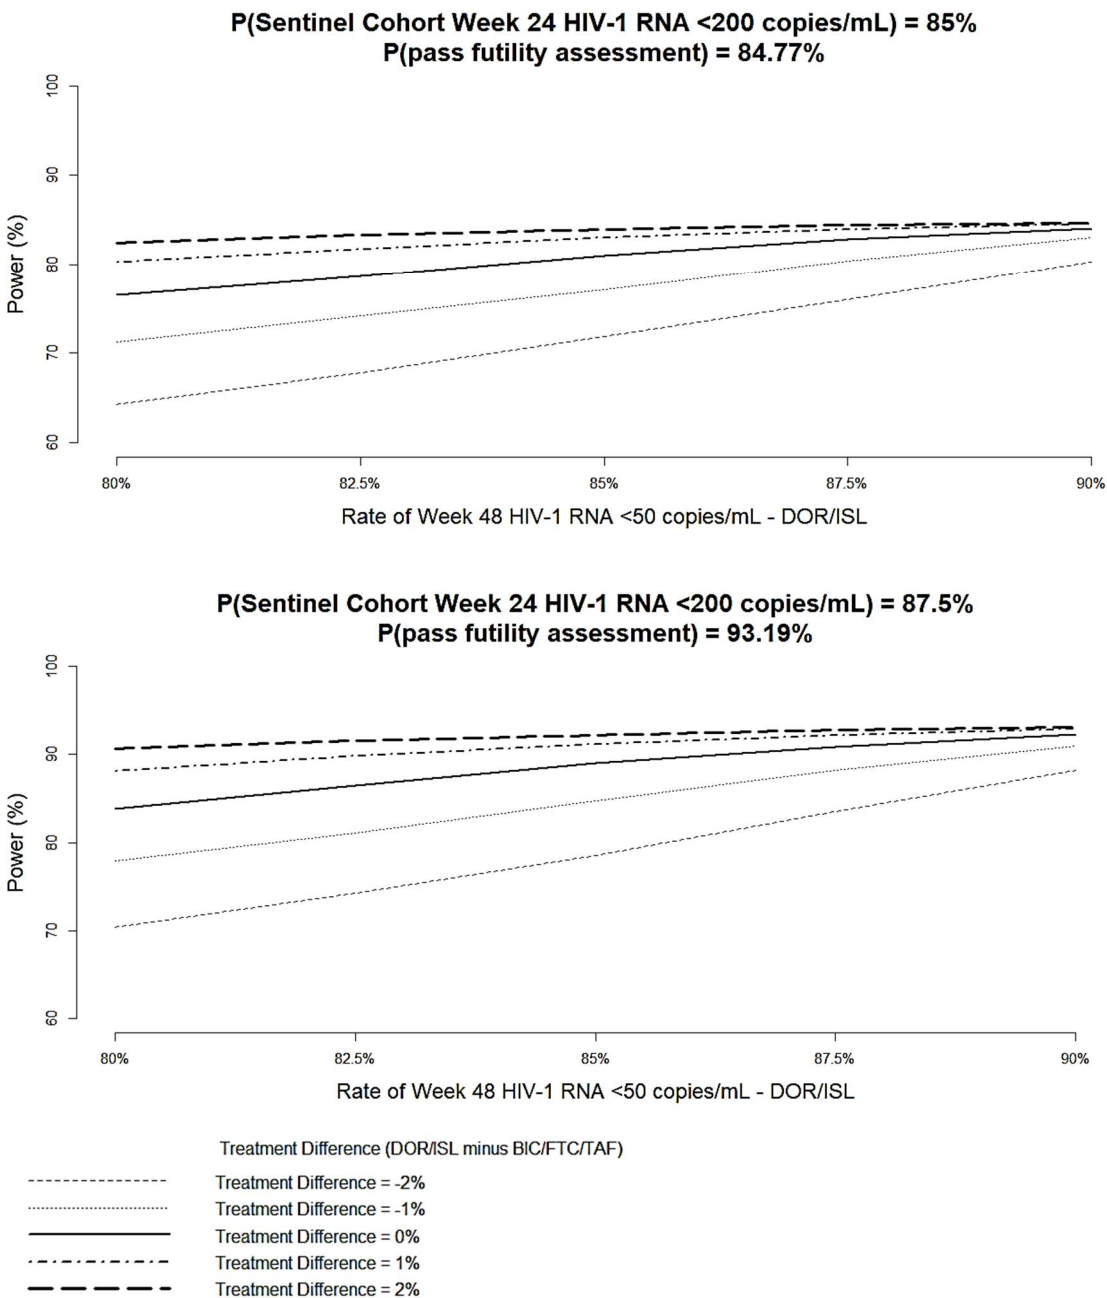 P(Sentinel Cohort Week 24 HIV-1 RNA <200 copies/mL) = 85%
P(pass futility assessment) = 84.77%
100
90
80
70
60
Power (%)
80%
82.5%
85%
87.5%
90%
Rate of Week 48 HIV-1 RNA <50 copies/mL - DOR/ISL
P(Sentinel Cohort Week 24 HIV-1 RNA <200 copies/mL) = 87.5%
P(pass futility assessment) = 93.19%
100
90
80
70
60
Power (%)
80%
82.5%
85%
87.5%
90%
Rate of Week 48 HIV-1 RNA <50 copies/mL - DOR/ISL
Treatment Difference (DOR/ISL minus BIC/FTC/TAF)
Treatment Difference = -2%
Treatment Difference = -1%
Treatment Difference = 0%
Treatment Difference = 1%
Treatment Difference = 2%